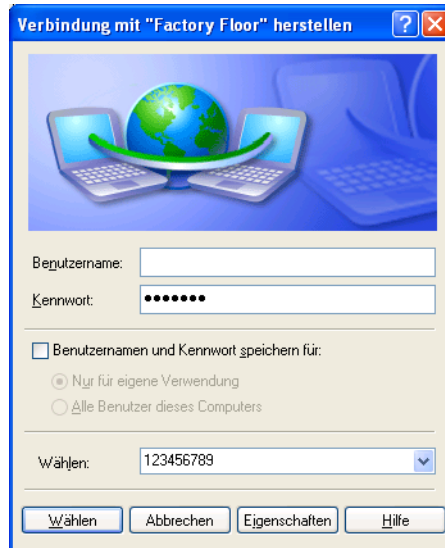 Verbindung mit "Factory Floor" herstellen
Benutzername:
Kennwort: •••••••
Benutzernamen und Kennwort speichern für:
Nur für eigene Verwendung
Alle Benutzer dieses Computers
Wählen: 123456789
Wählen Abbrechen Eigenschaften Hilfe